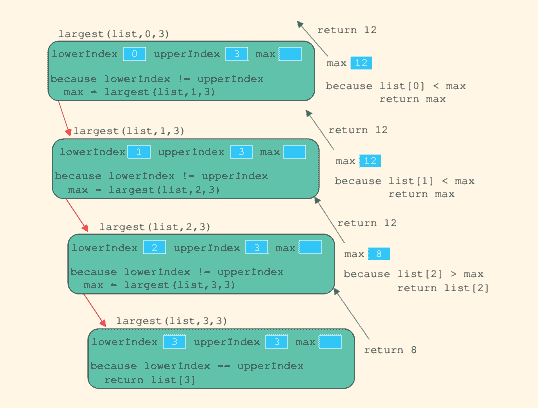 largest(list,0,3)
return 12
lowerIndex 0 upperIndex 3 max
max 12
because lowerIndex != upperIndex
max = largest(list,1,3)
because list[0] < max
return max
largest(list,1,3)
return 12
lowerIndex 1 upperIndex 3 max
max 12
because lowerIndex != upperIndex
max = largest(list,2,3)
because list[1] < max
return max
largest(list,2,3)
return 12
lowerIndex 2 upperIndex 3 max
max 8
because lowerIndex != upperIndex
max = largest(list,3,3)
because list[2] > max
return list[2]
largest(list,3,3)
lowerIndex 3 upperIndex 3 max
return 8
because lowerIndex == upperIndex
return list[3]